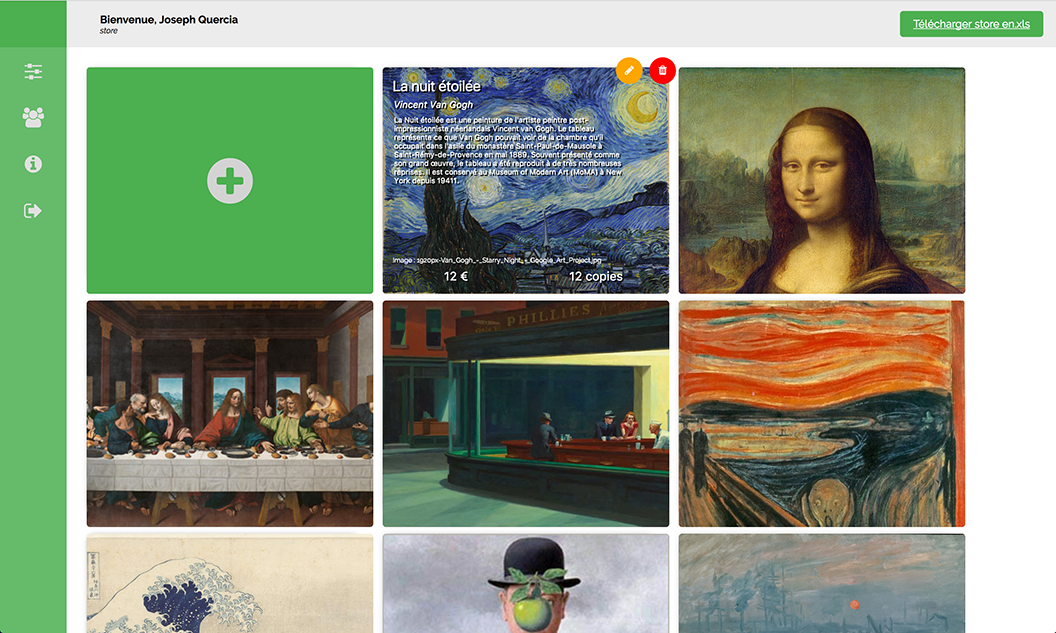 Bienvenue, Joseph Quercia
store
Télécharger store en.xls
La nuit étoilée
Vincent Van Gogh
La Nuit étoilée est une peinture de l'artiste peintre post-
impressionniste néerlandais Vincent van Gogh. Le tableau
représente ce que Van Gogh pouvait voir de la chambre qu'il
occupait dans l'asile du monastère Saint-Paul-de-Mausole à
Saint-Rémy-de-Provence en mai 1889. Souvent présenté comme
son grand œuvre, le tableau a été reproduit à de très nombreuses
reprises. Il est conservé au Museum of Modern Art (MoMA) à New
York depuis 19411.
Image : 1920px-Van_Gogh_-_Starry_Night_-_Google_Art_Project.jpg
12 €
12 copies
PHILLIES